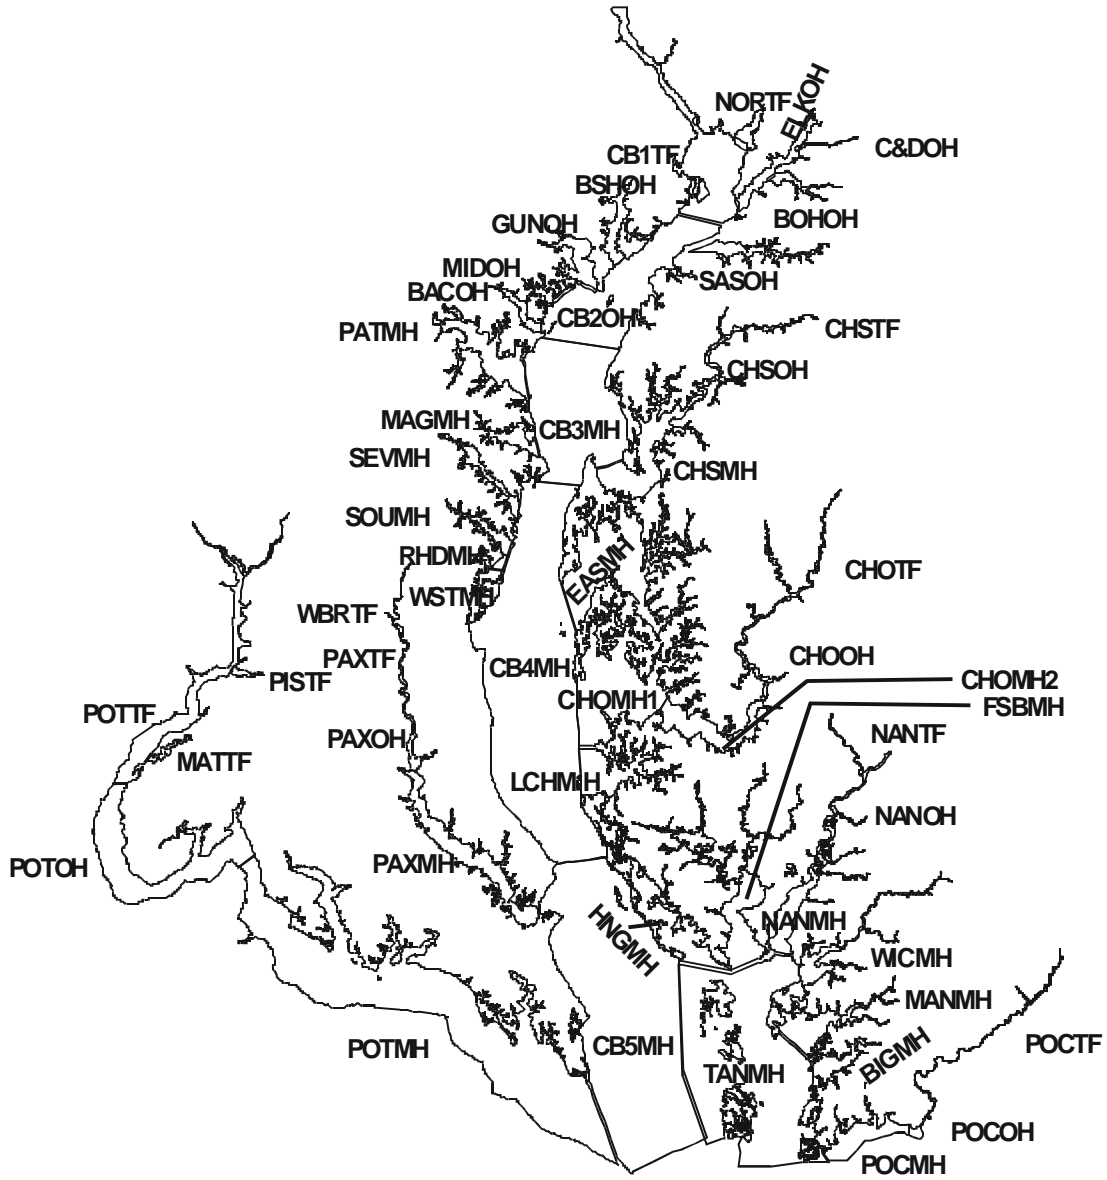 NORTF
ELKOH
C&DOH
CB1TF
BSHOH
BOHOH
GUNOH
MIDOH
SASOH
BACOH
CB2OH
PATMH
CHSTF
CHSOH
MAGMH
CB3MH
SEVMH
CHSMH
SOUMH
RHDMH
EASMH
CHOTF
WSTMH
WBRTF
PAXTF
CB4MH
CHOOH
PISTF
CHOMH2
CHOMH1
FSBMH
POTTF
PAXOH
NANTF
MATTF
LCHMH
NANOH
PAXMH
POTOH
HNGMH
NANMH
WICMH
MANMH
POTMH
CB5MH
POCTF
TANMH
BIGMH
POCOH
POCMH